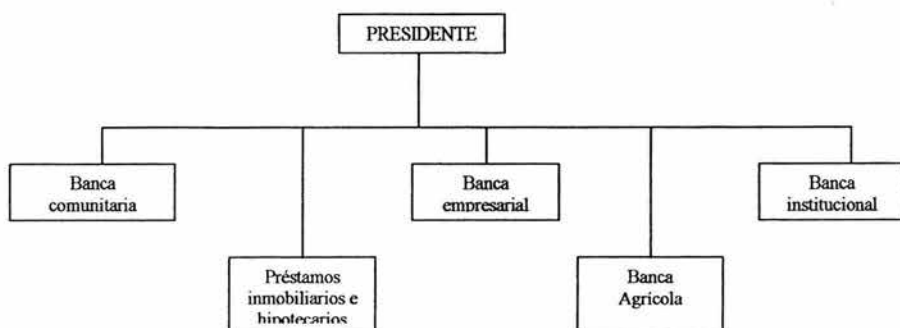 PRESIDENTE
Banca
comunitaria
Banca
empresarial
Banca
institucional
Préstamos
inmobiliarios e
hipotecarios
Banca
Agrícola